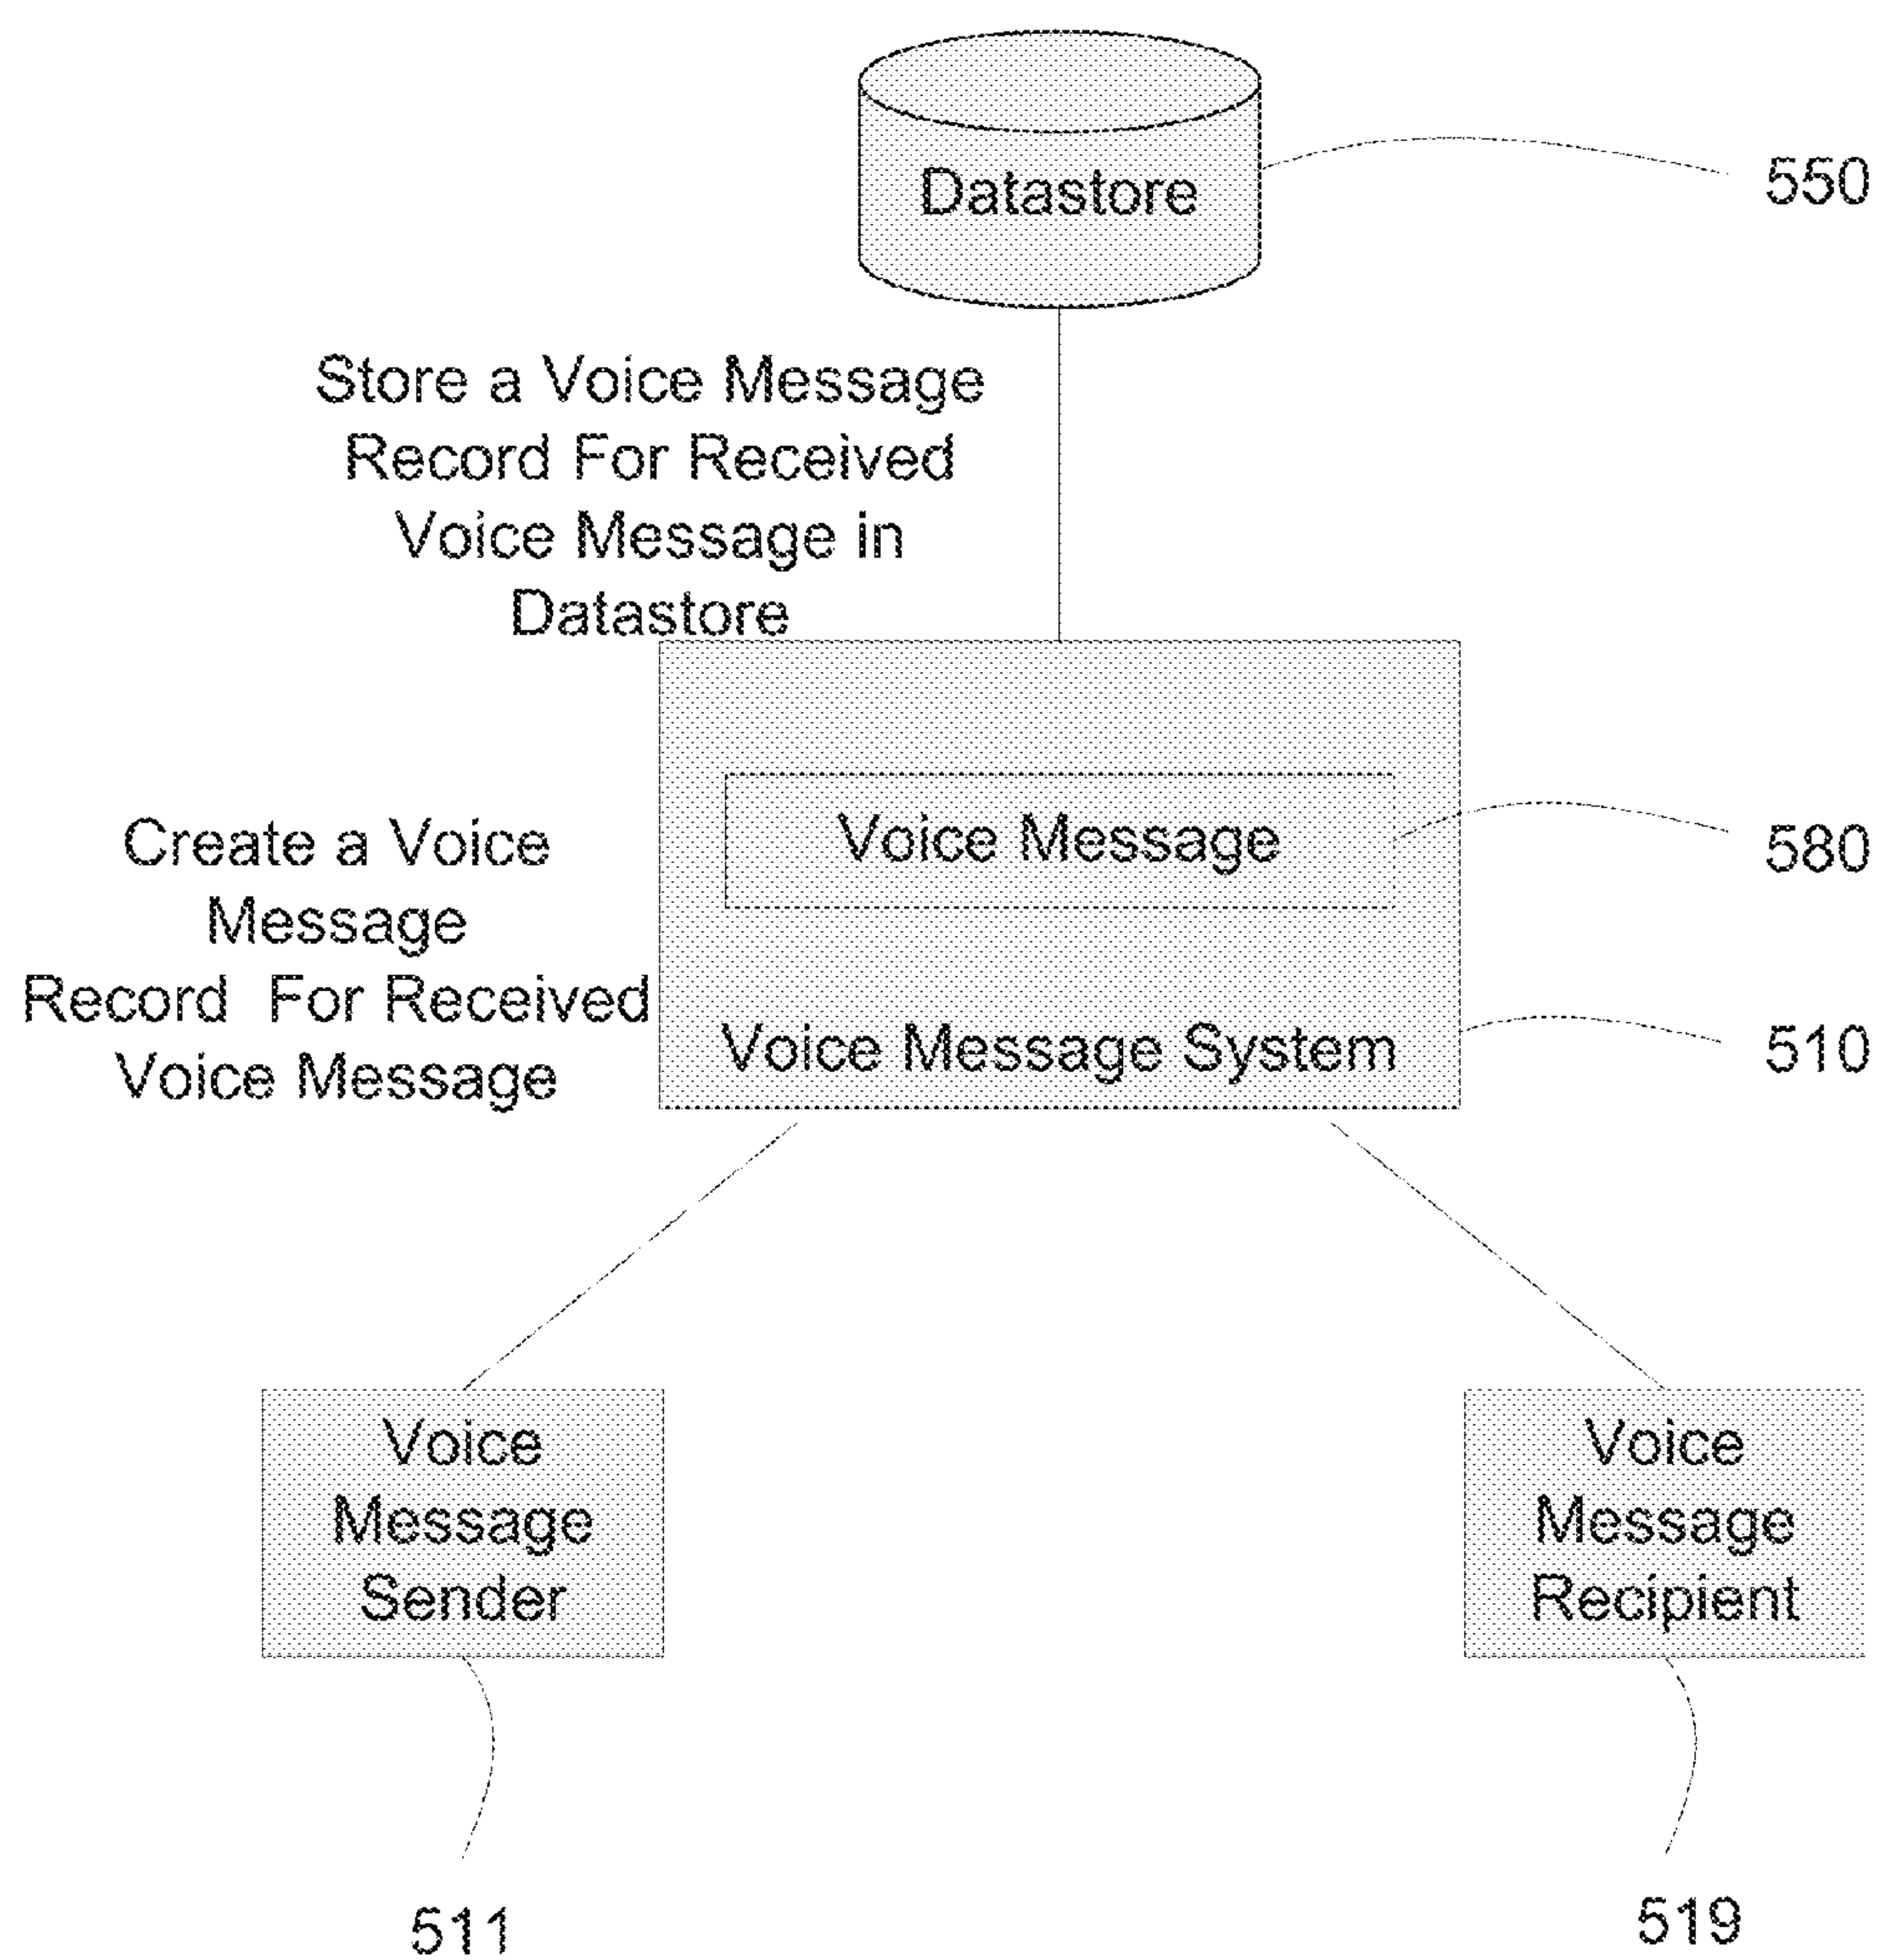 Datastore
550
Store a Voice Message
Record For Received
Voice Message in
Datastore
Voice Message
580
Create a Voice
Message
Record For Received
Voice Message
Voice Message System
510
Voice
Message
Sender
Voice
Message
Recipient
511
519